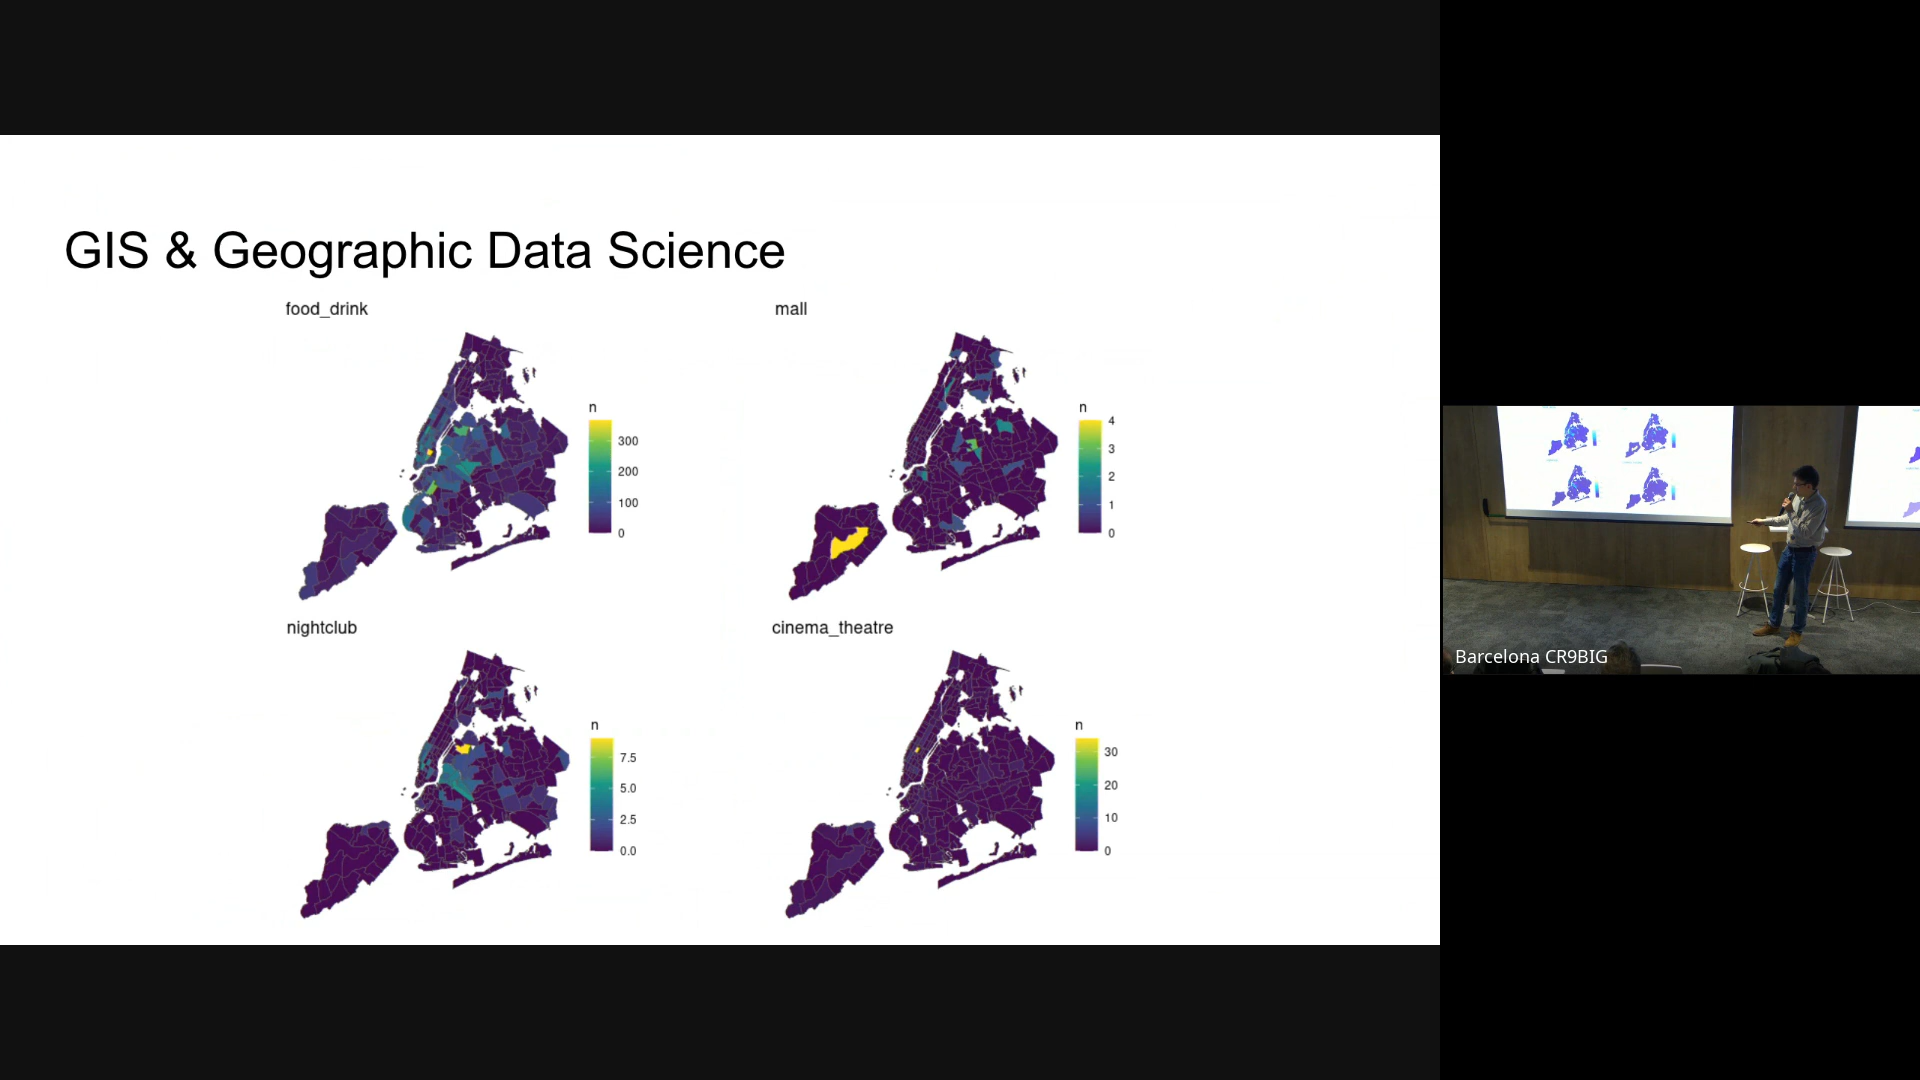 GIS & Geographic Data Science
food_drink
n
300
200
100
0
mall
n
4
3
2
1
0
nightclub
n
7.5
5.0
2.5
0.0
cinema_theatre
n
30
20
10
0
Barcelona CR9BIG